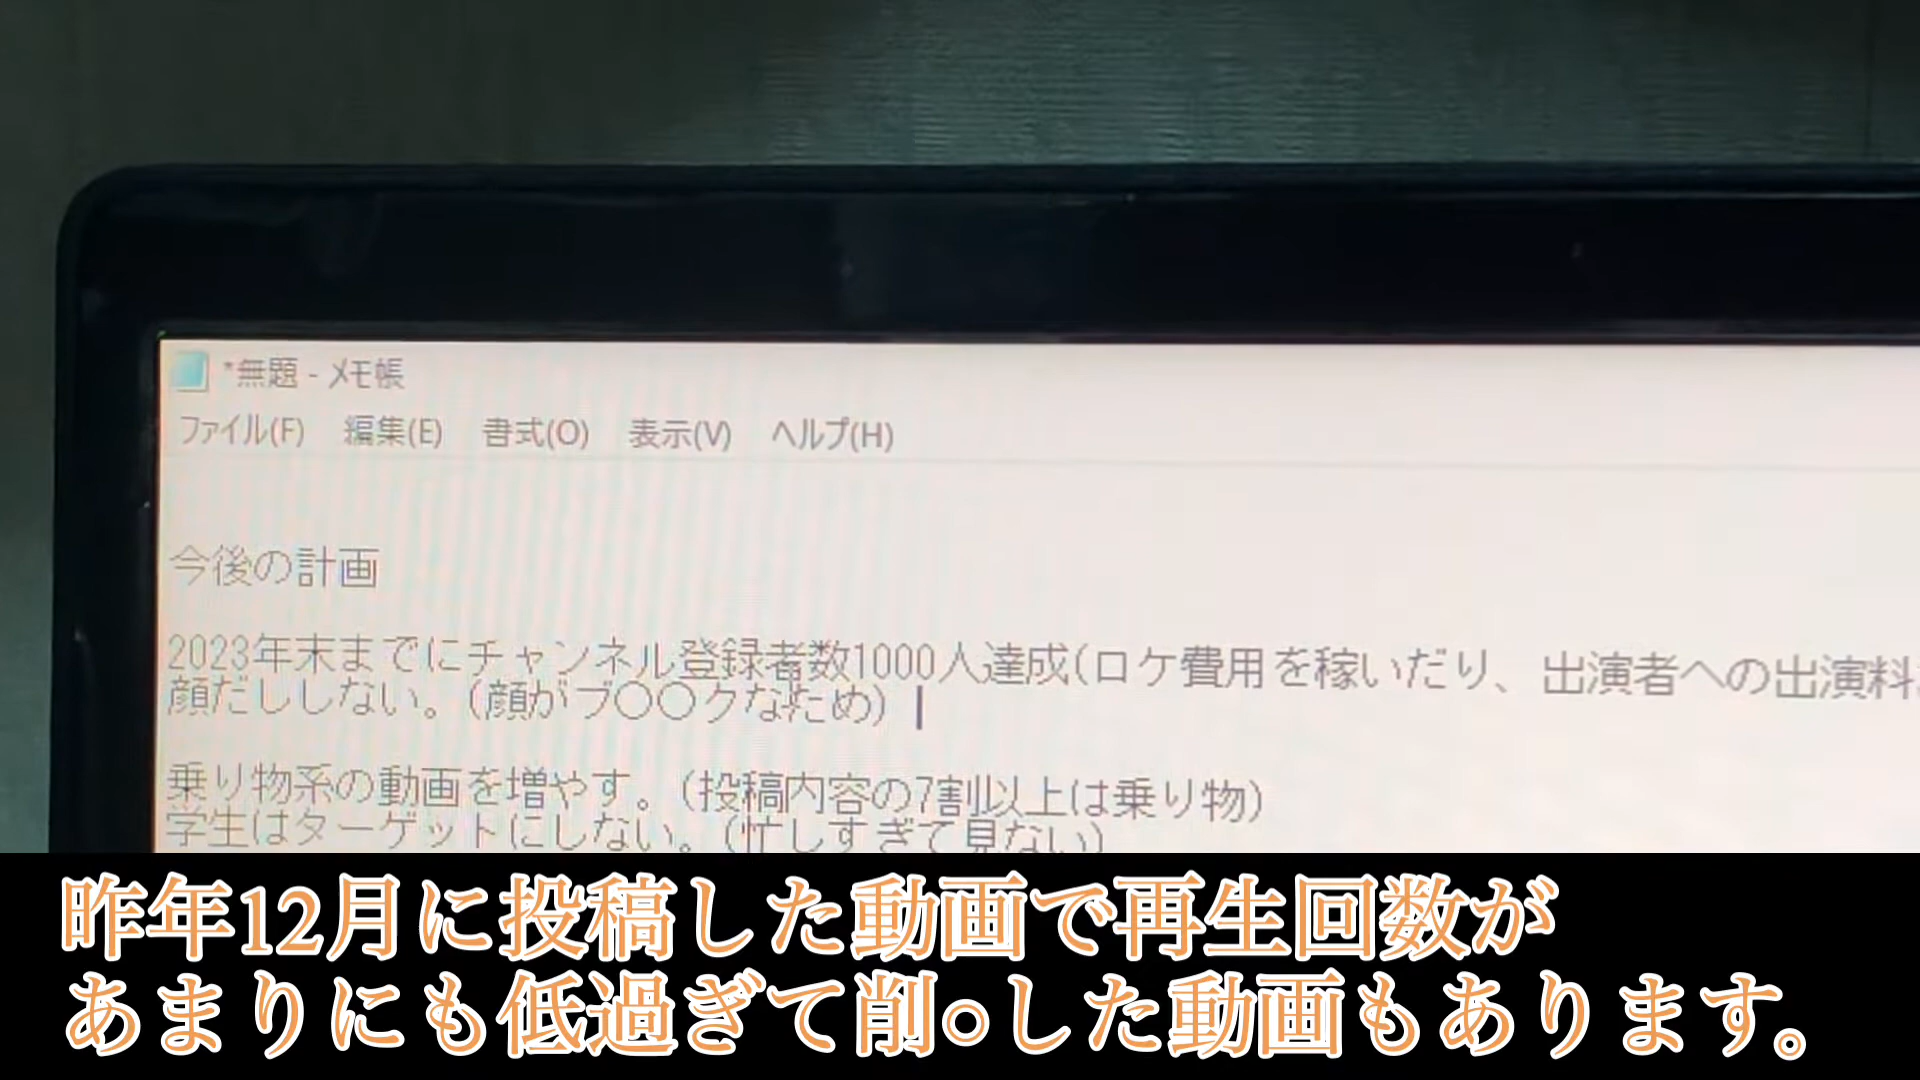 *無題 - メモ帳
ファイル(F) 編集(E) 書式(O) 表示(V) ヘルプ(H)
今後の計画
2023年末までにチャンネル登録者数1000人達成(ロケ費用を稼いだり、出演者への出演料
顔だししない。(顔がブ〇〇クなため)
乗り物系の動画を増やす。(投稿内容の7割以上は乗り物)
学生はターゲットにしない。(忙しすぎて見ない)
昨年12月に投稿した動画で再生回数が
あまりにも低過ぎて削○した動画もあります。